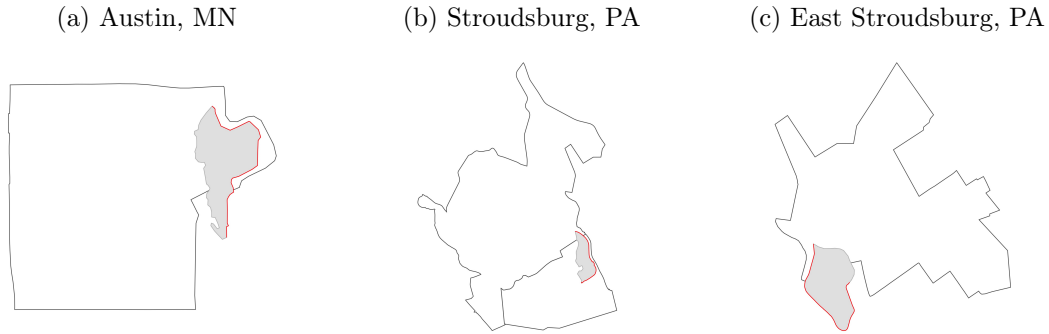 (a) Austin, MN
(b) Stroudsburg, PA
(c) East Stroudsburg, PA